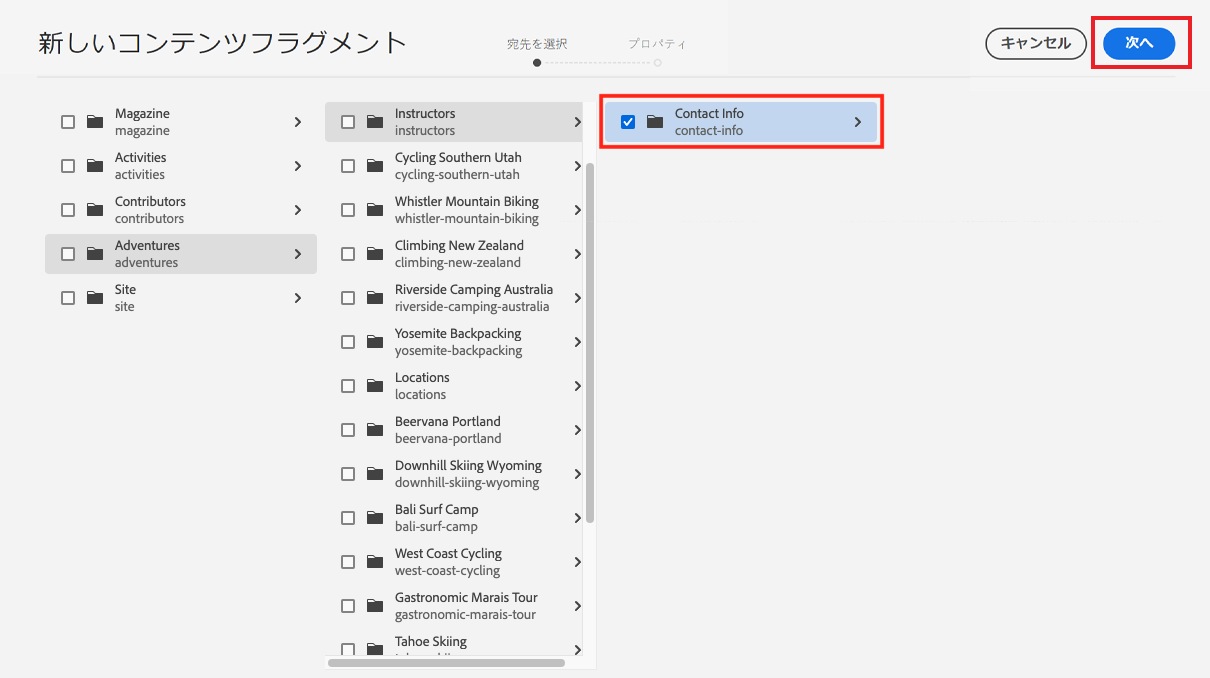 新しいコンテンツフラグメント
宛先を選択
プロパティ
キャンセル
次へ
Magazine
magazine
Activities
activities
Contributors
contributors
Adventures
adventures
Site
site
Instructors
instructors
Cycling Southern Utah
cycling-southern-utah
Whistler Mountain Biking
whistler-mountain-biking
Climbing New Zealand
climbing-new-zealand
Riverside Camping Australia
riverside-camping-australia
Yosemite Backpacking
yosemite-backpacking
Locations
locations
Beervana Portland
beervana-portland
Downhill Skiing Wyoming
downhill-skiing-wyoming
Bali Surf Camp
bali-surf-camp
West Coast Cycling
west-coast-cycling
Gastronomic Marais Tour
gastronomic-marais-tour
Tahoe Skiing
Contact Info
contact-info